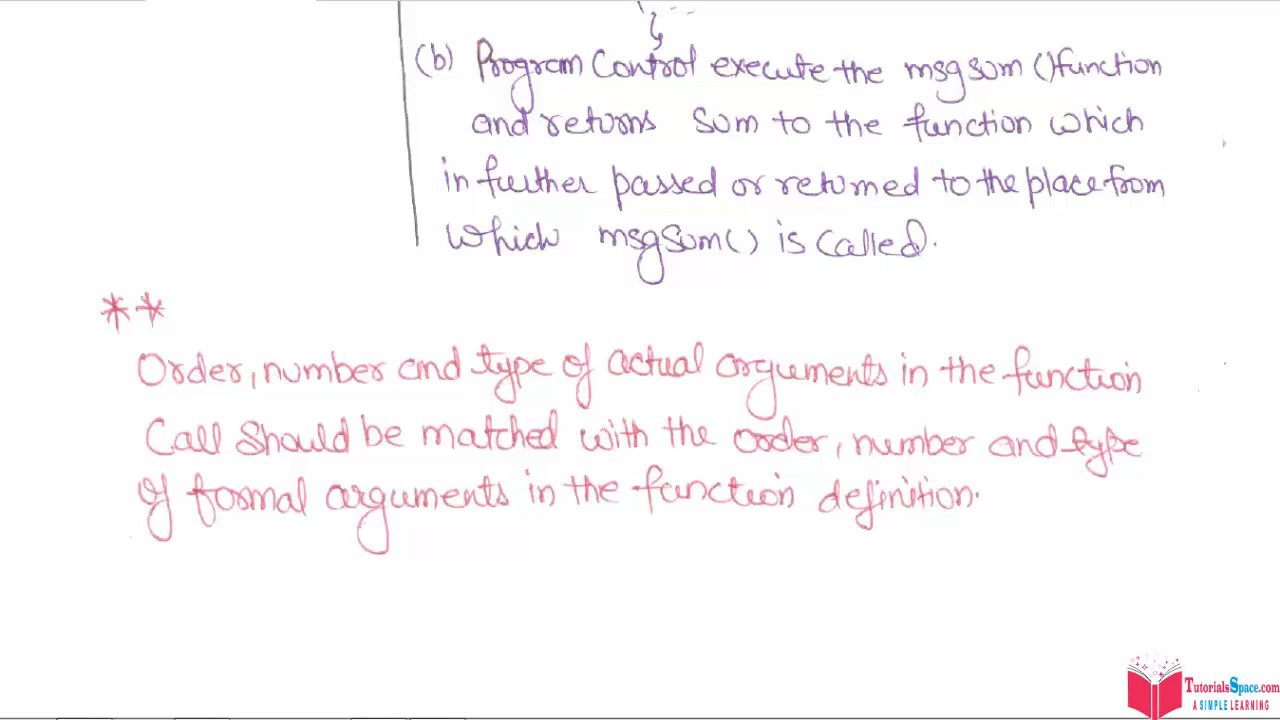 (b) Program Control execute the msgsum () function
and returns sum to the function which
in further passed or returned to the place from
which msgsum() is called.
**
Order, number and type of actual arguments in the function
Call should be matched with the order, number and type
of formal arguments in the function definition.
TutorialsSpace.com
A SIMPLE LEARNING